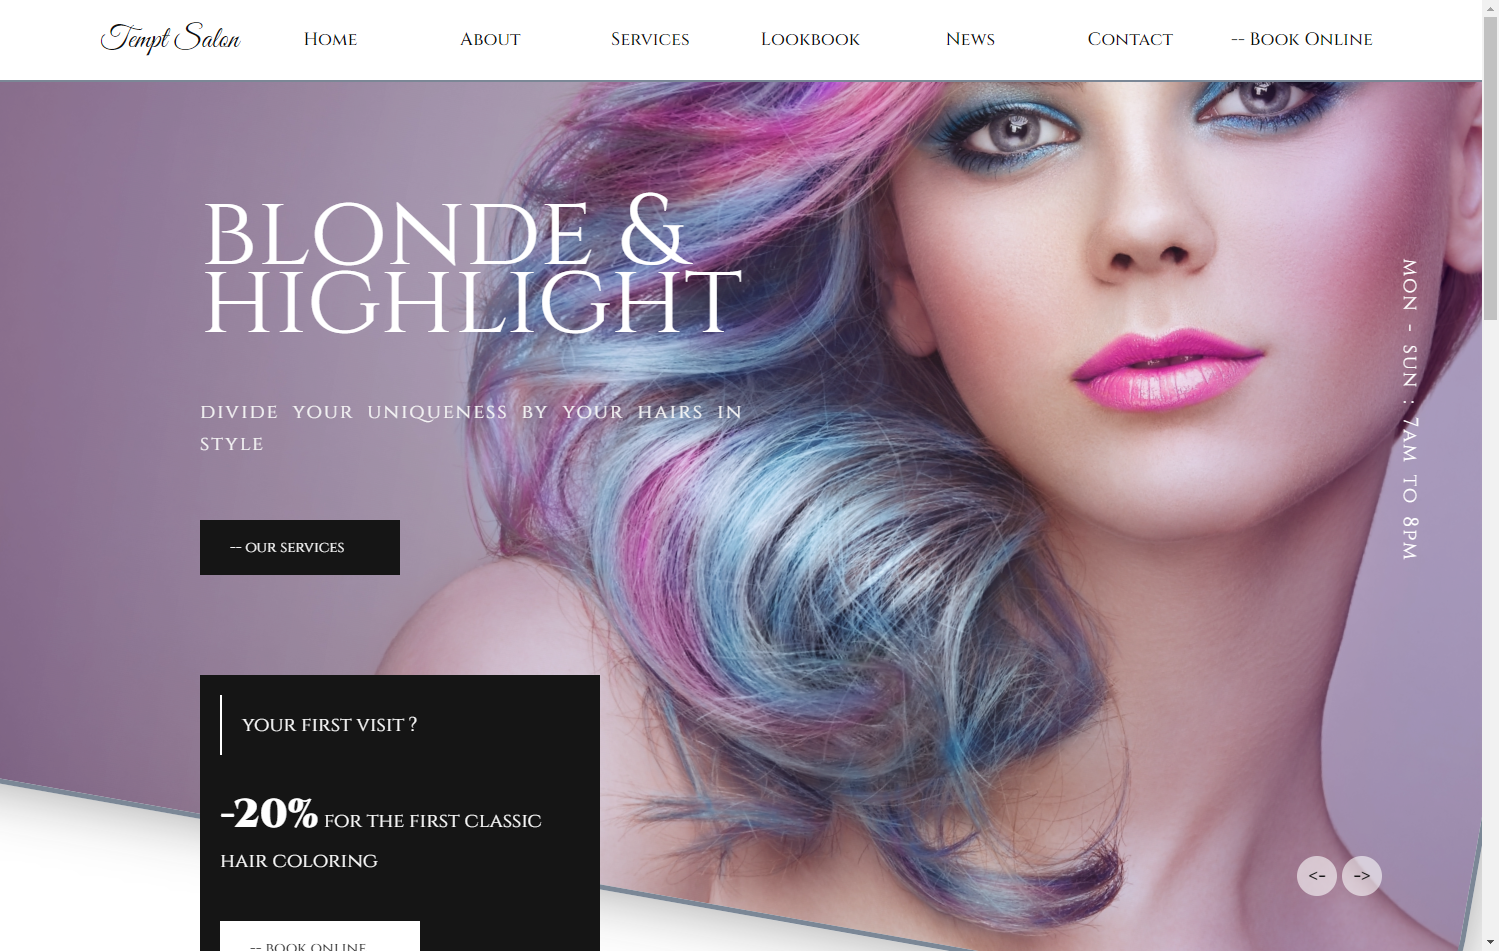 Tempt Salon Home About Services Lookbook News Contact -- Book Online
BLONDE &
HIGHLIGHT
DIVIDE YOUR UNIQUENESS BY YOUR HAIRS IN
STYLE
-- OUR SERVICES
MON - SUN : 7AM TO 8PM
YOUR FIRST VISIT ?
-20% FOR THE FIRST CLASSIC
HAIR COLORING
<- ->
-- BOOK ONLINE